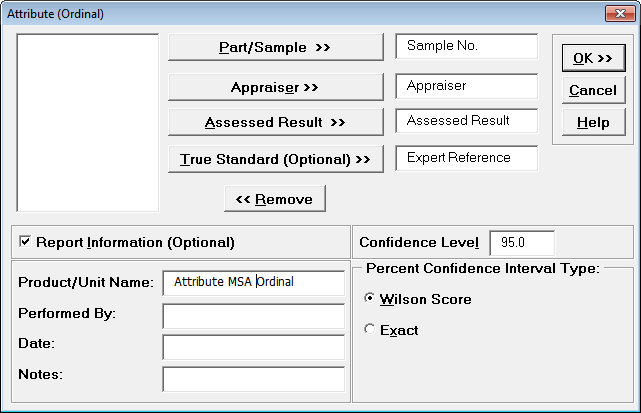 Attribute (Ordinal)
Part/Sample >> Sample No.
OK >>
Appraiser >> Appraiser
Cancel
Assessed Result >> Assessed Result
Help
True Standard (Optional) >> Expert Reference
<< Remove
Report Information (Optional)
Confidence Level 95.0
Product/Unit Name: Attribute MSA Ordinal
Percent Confidence Interval Type:
Wilson Score
Performed By:
Exact
Date:
Notes: